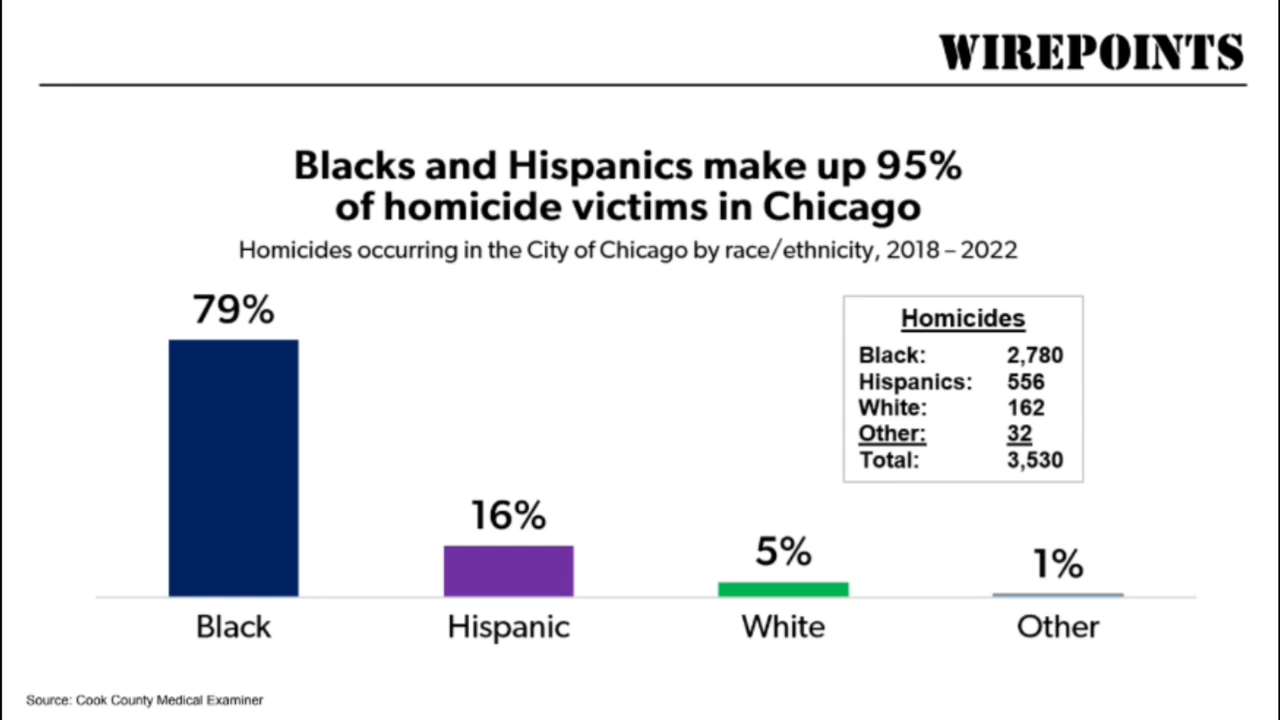 WIREPOINTS
Blacks and Hispanics make up 95%
of homicide victims in Chicago
Homicides occurring in the City of Chicago by race/ethnicity, 2018 – 2022
79%
16%
5%
1%
Homicides
Black: 2,780
Hispanics: 556
White: 162
Other: 32
Total: 3,530
Black
Hispanic
White
Other
Source: Cook County Medical Examiner